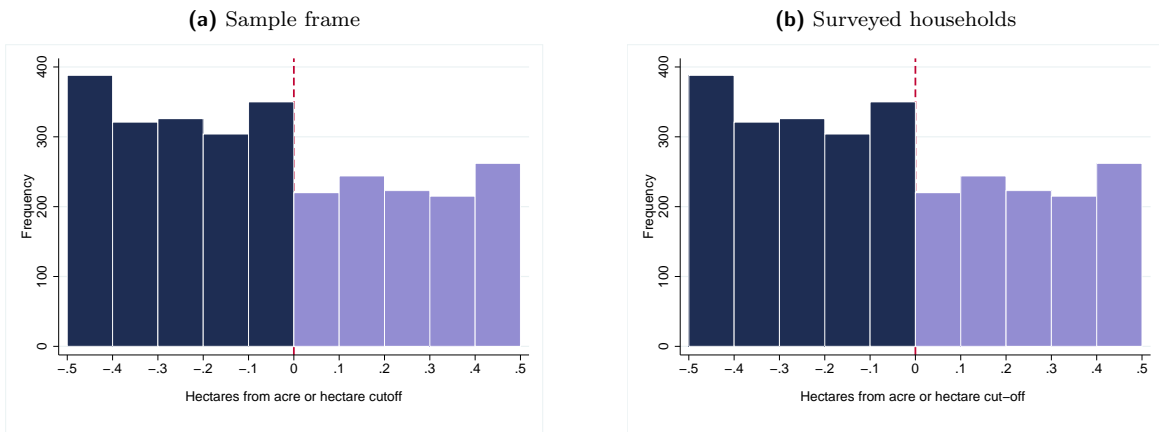 (a) Sample frame
Frequency
400
300
200
100
0
−.5 −.4 −.3 −.2 −.1 0 .1 .2 .3 .4 .5
Hectares from acre or hectare cutoff
(b) Surveyed households
Frequency
400
300
200
100
0
−.5 −.4 −.3 −.2 −.1 0 .1 .2 .3 .4 .5
Hectares from acre or hectare cut−off